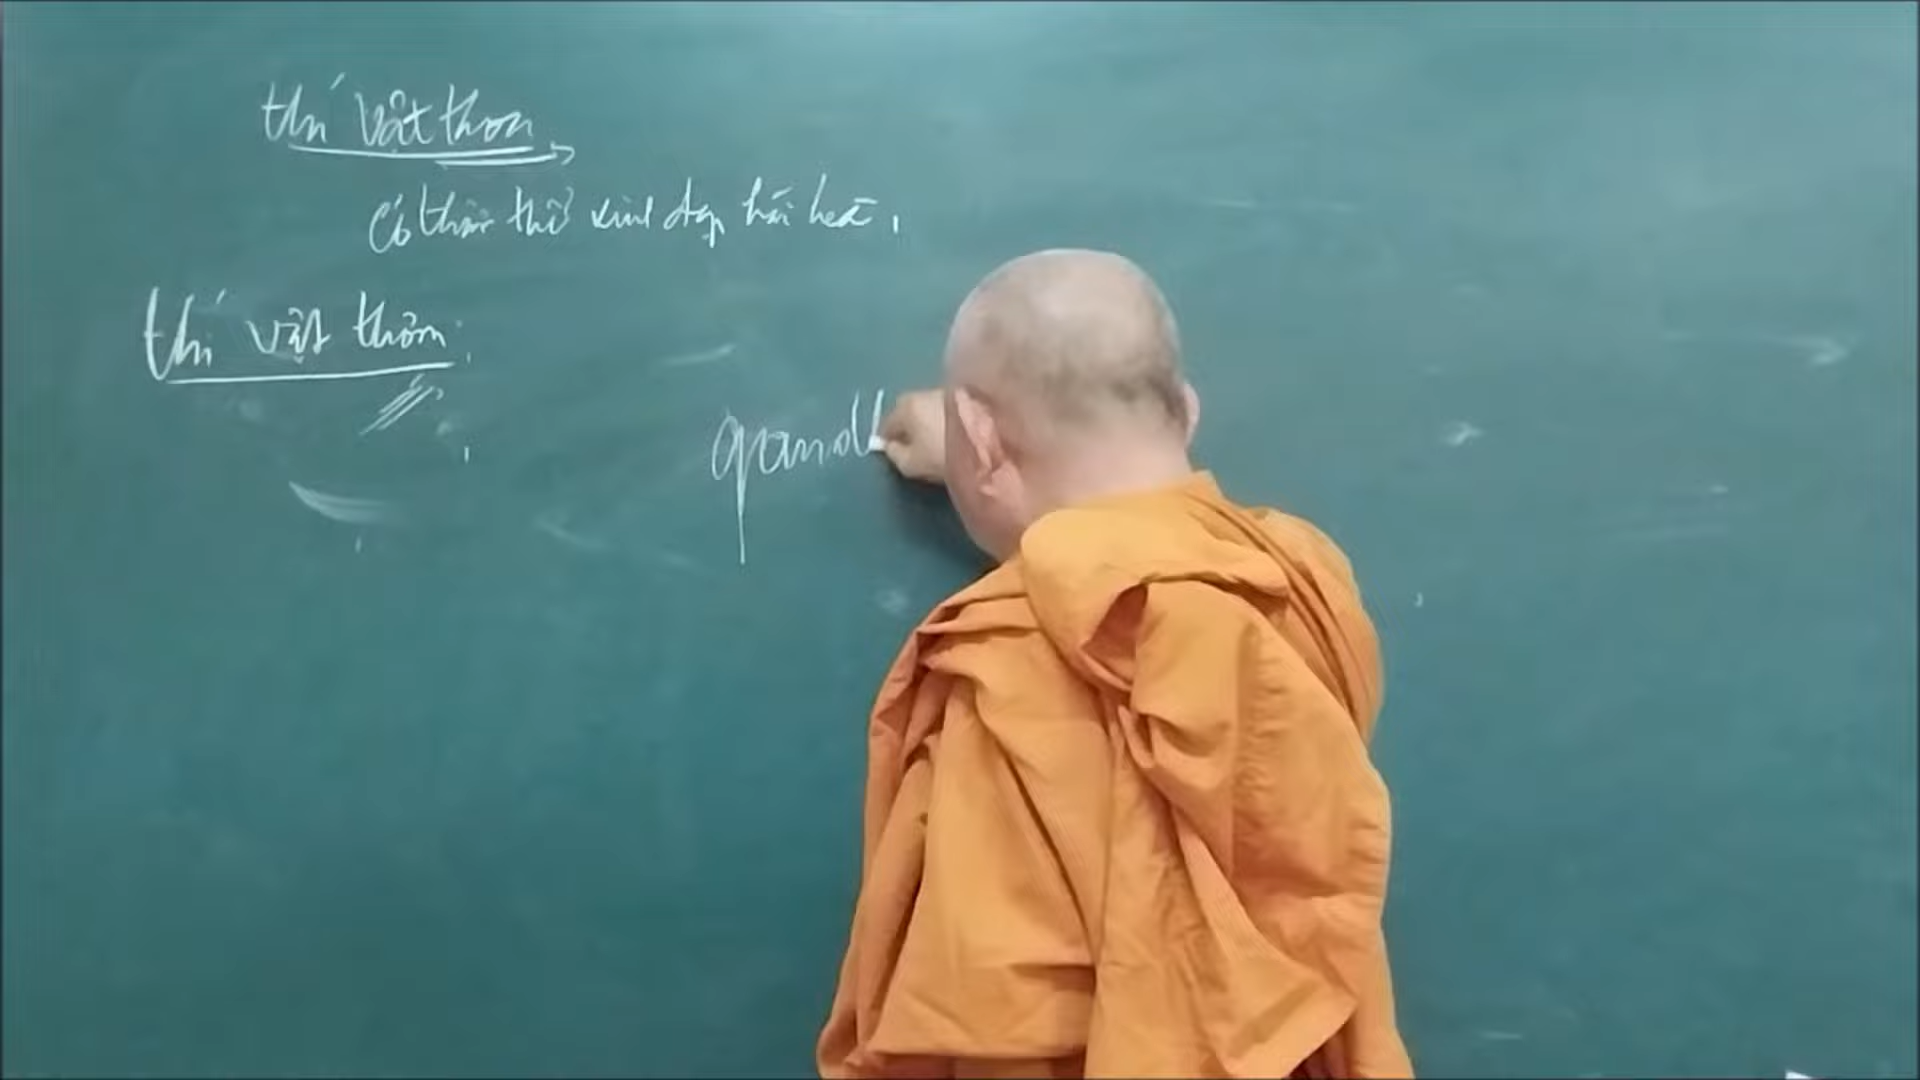 thí vật thơm
Có thân thể xinh đẹp hài hoà,
thí vật thơm:
gandh